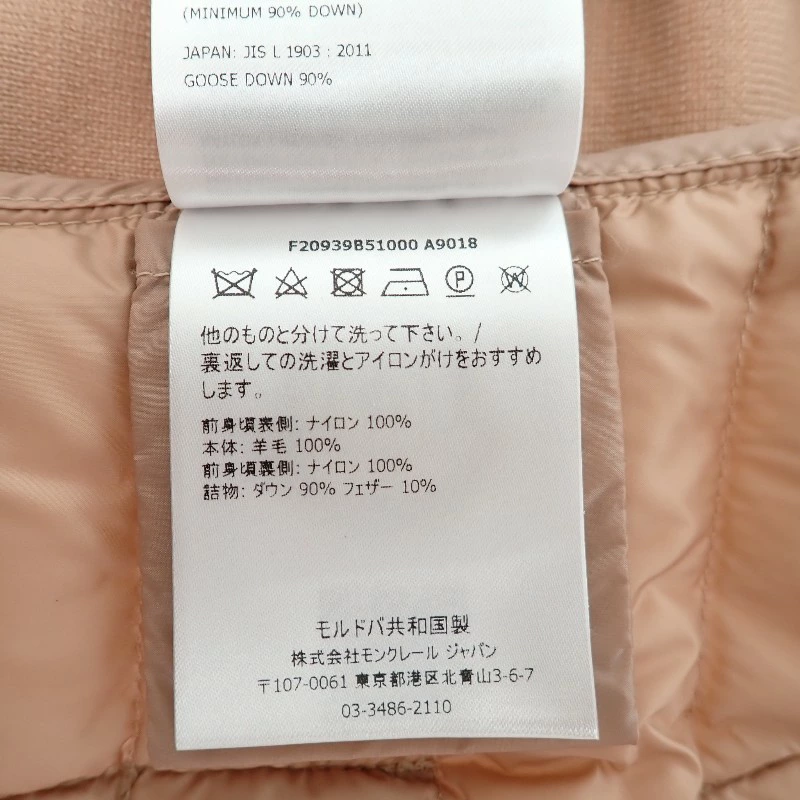 (MINIMUM 90% DOWN)
JAPAN: JIS L 1903 : 2011
GOOSE DOWN 90%
F20939B51000 A9018
P W
他のものと分けて洗って下さい。/
裏返しての洗濯とアイロンがけをおすすめ
します。
前身頃表側: ナイロン 100%
本体: 羊毛 100%
前身頃裏側: ナイロン 100%
詰物: ダウン 90% フェザー 10%
モルドバ共和国製
株式会社モンクレール ジャパン
〒107-0061 東京都港区北青山3-6-7
03-3486-2110